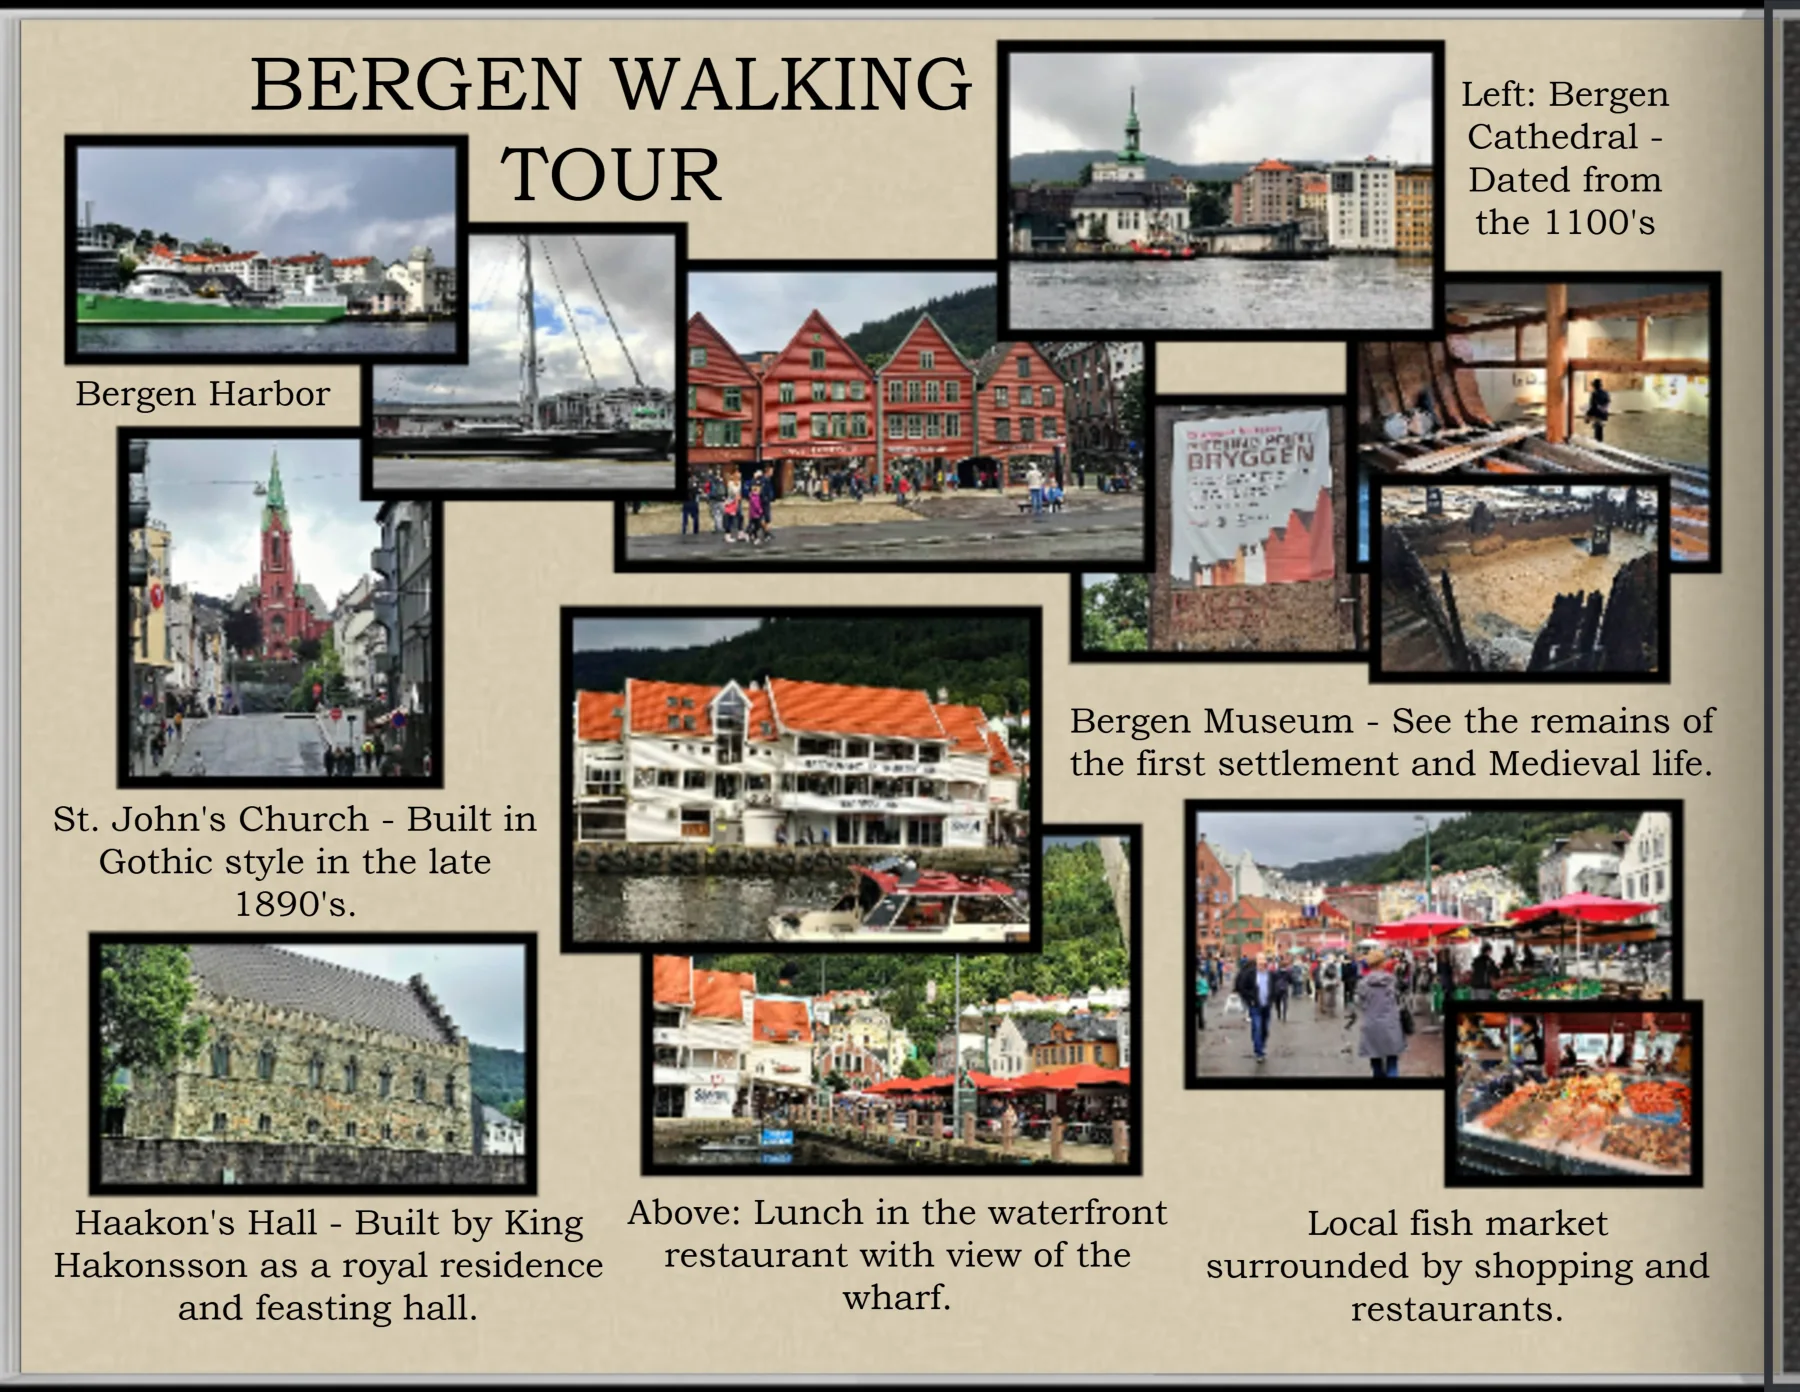 BERGEN WALKING
TOUR
Left: Bergen
Cathedral -
Dated from
the 1100's
Bergen Harbor
BRYGGEN
Bergen Museum - See the remains of
the first settlement and Medieval life.
St. John's Church - Built in
Gothic style in the late
1890's.
Haakon's Hall - Built by King
Hakonsson as a royal residence
and feasting hall.
Above: Lunch in the waterfront
restaurant with view of the
wharf.
Local fish market
surrounded by shopping and
restaurants.